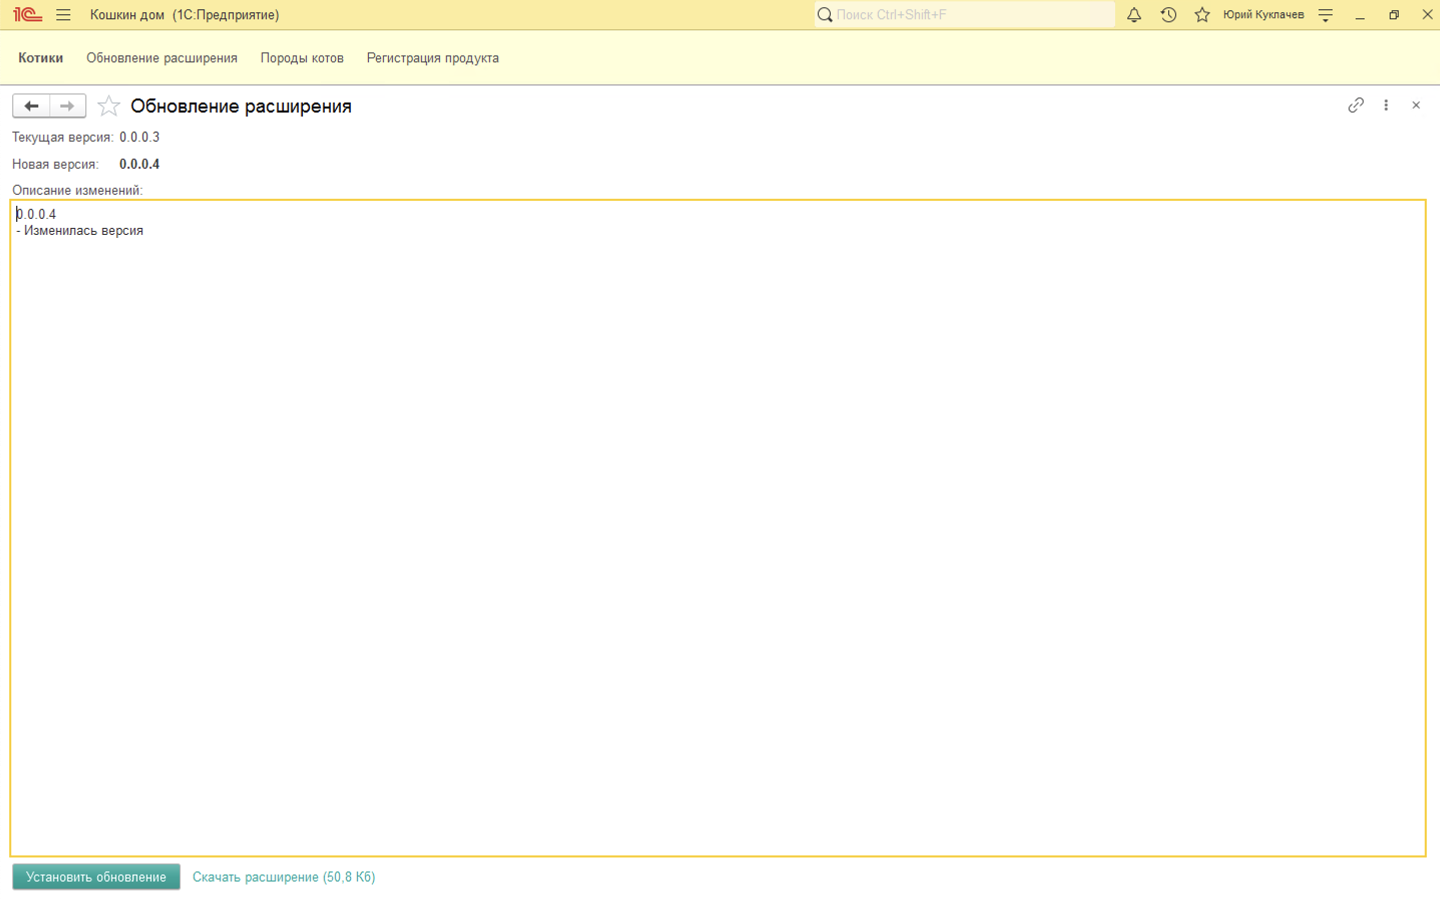 1С Кошкин дом (1С:Предприятие) Поиск Ctrl+Shift+F Юрий Куклачев
Котики Обновление расширения Породы котов Регистрация продукта
Обновление расширения
Текущая версия: 0.0.0.3
Новая версия: 0.0.0.4
Описание изменений:
0.0.0.4
- Изменилась версия
Установить обновление Скачать расширение (50,8 Кб)